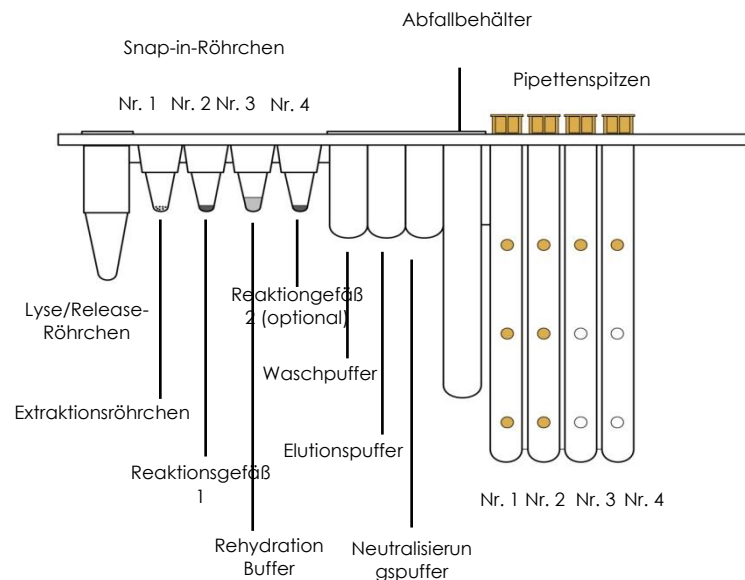 Abfallbehälter
Snap-in-Röhrchen
Pipettenspitzen
Nr. 1 Nr. 2 Nr. 3 Nr. 4
Lyse/Release-
Röhrchen
Reaktiongefäß
2 (optional)
Waschpuffer
Extraktionsröhrchen
Elutionspuffer
Reaktionsgefäß
1
Nr. 1 Nr. 2 Nr. 3 Nr. 4
Rehydration
Buffer
Neutralisierun
gspuffer